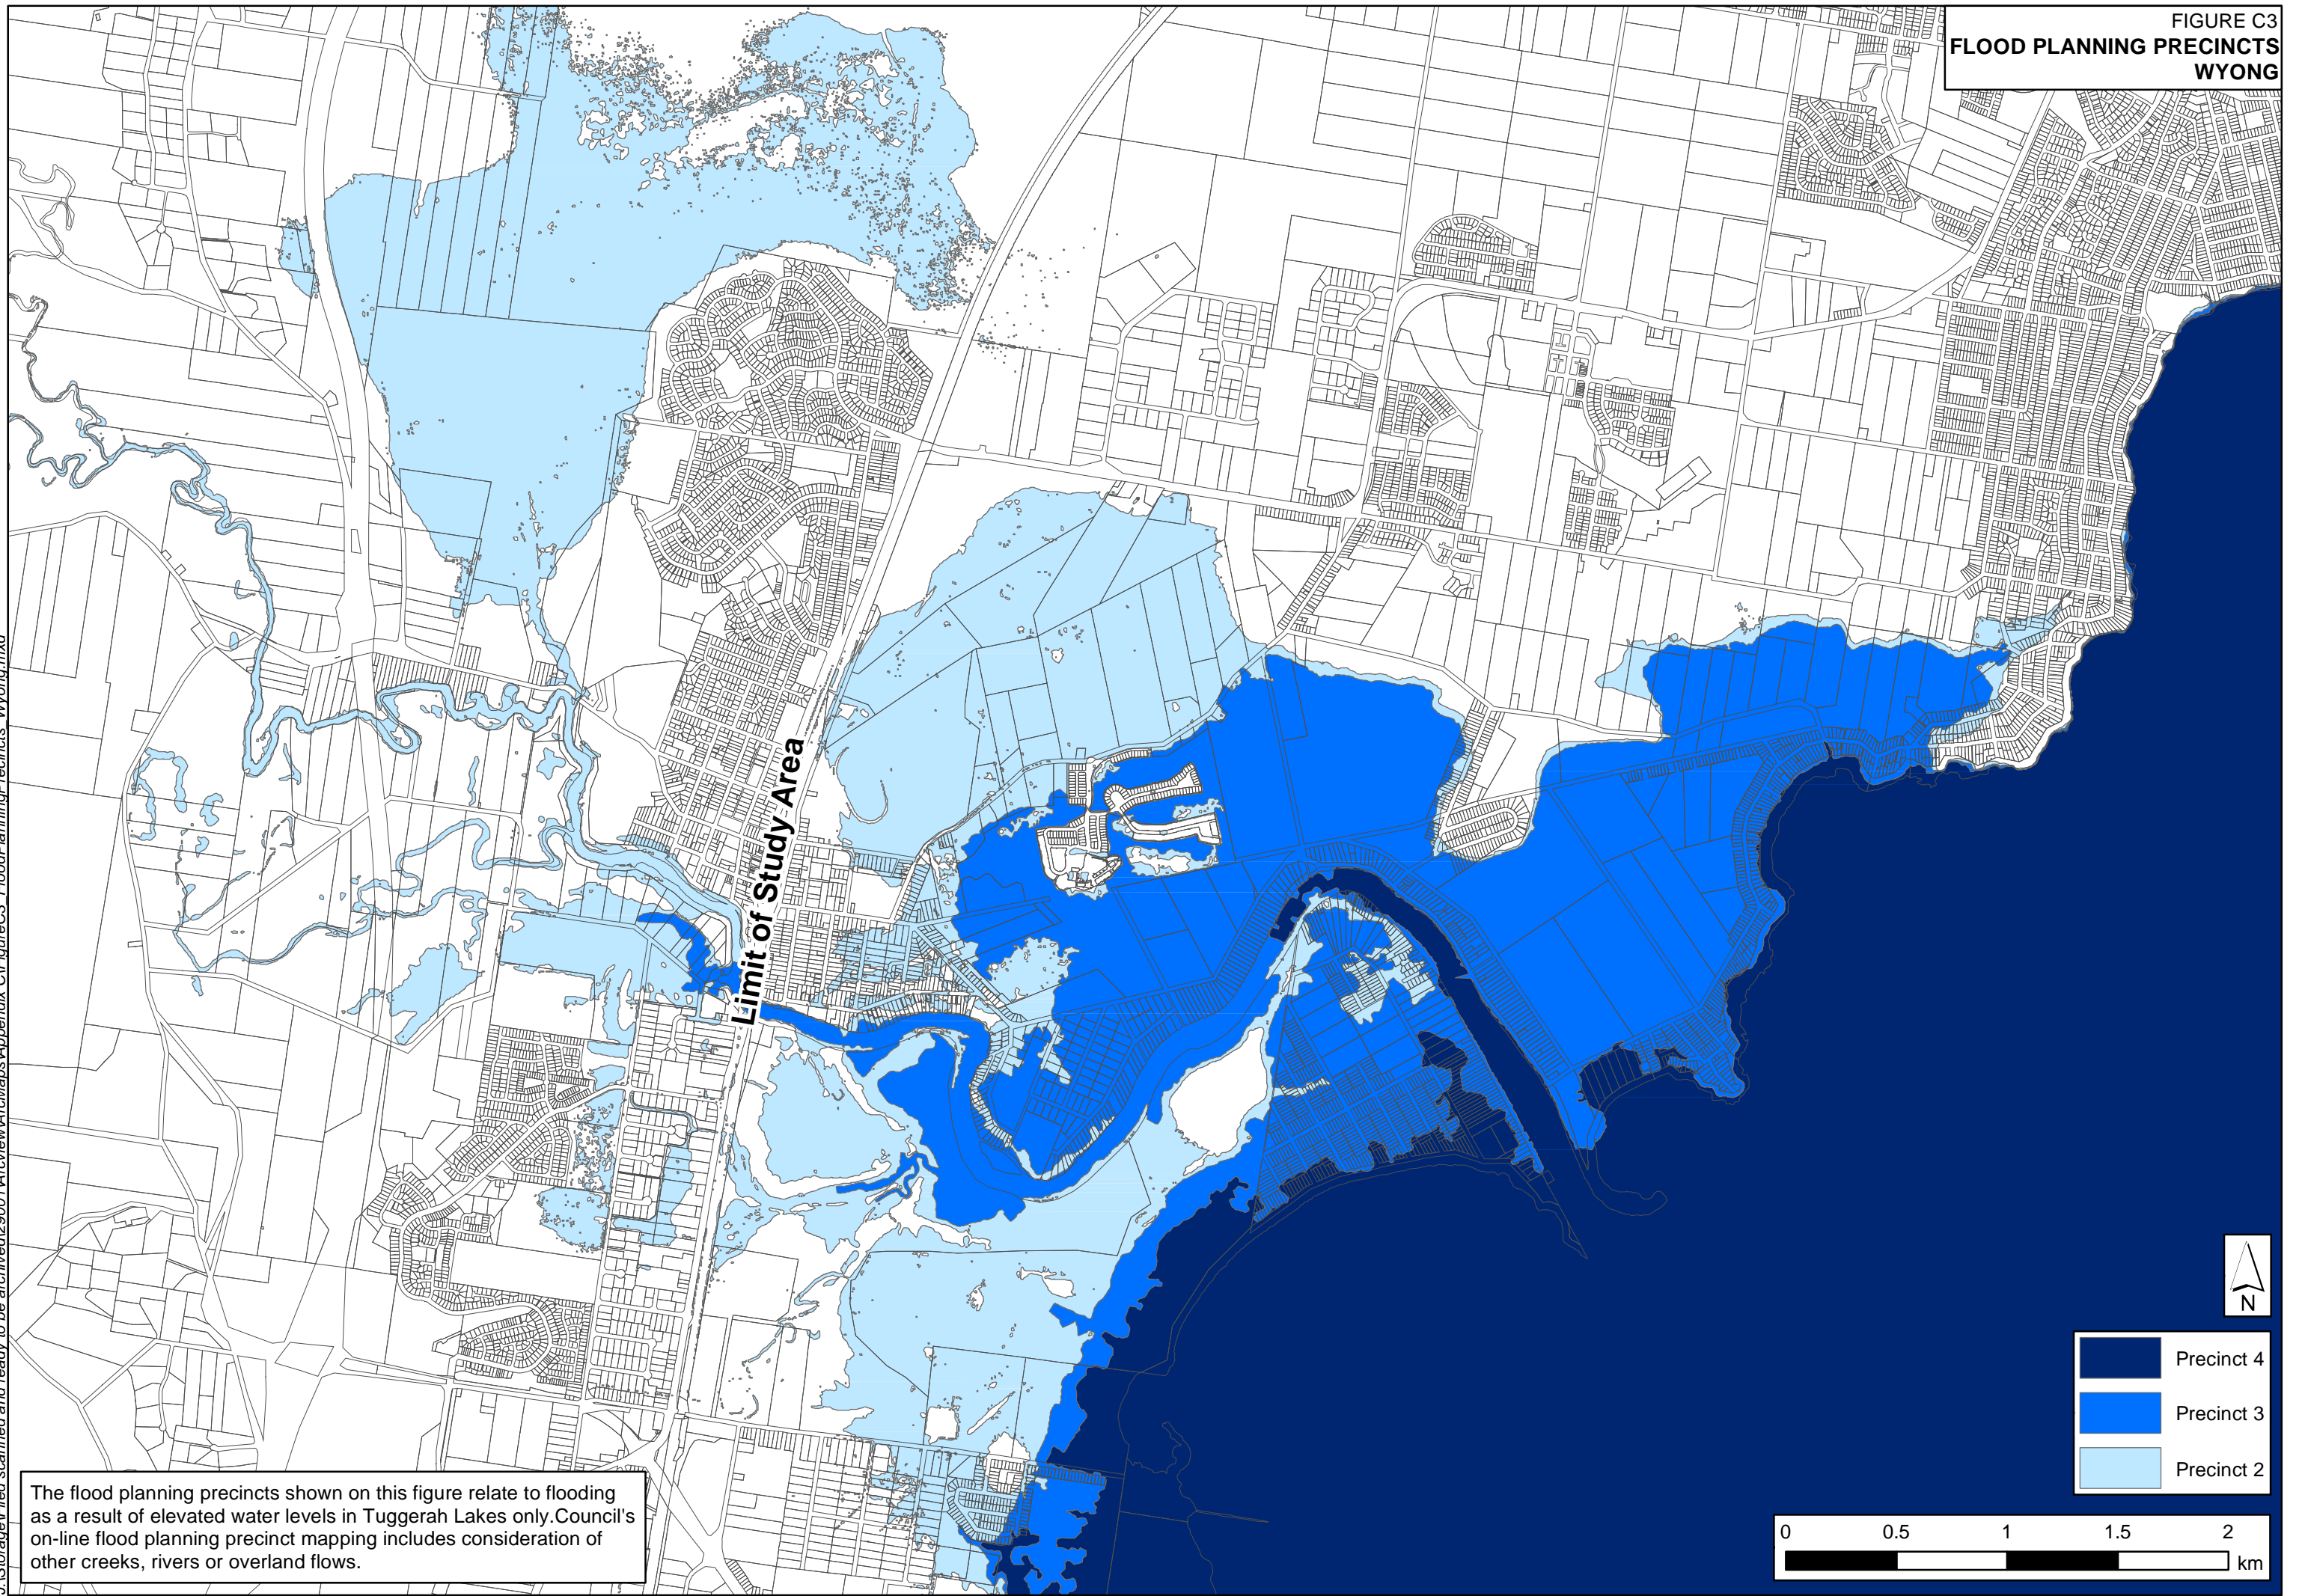 FIGURE C3
FLOOD PLANNING PRECINCTS
WYONG
Limit of Study Area
N
Precinct 4
Precinct 3
Precinct 2
The flood planning precincts shown on this figure relate to flooding
as a result of elevated water levels in Tuggerah Lakes only.Council's
on-line flood planning precinct mapping includes consideration of
other creeks, rivers or overland flows.
0 0.5 1 1.5 2
km